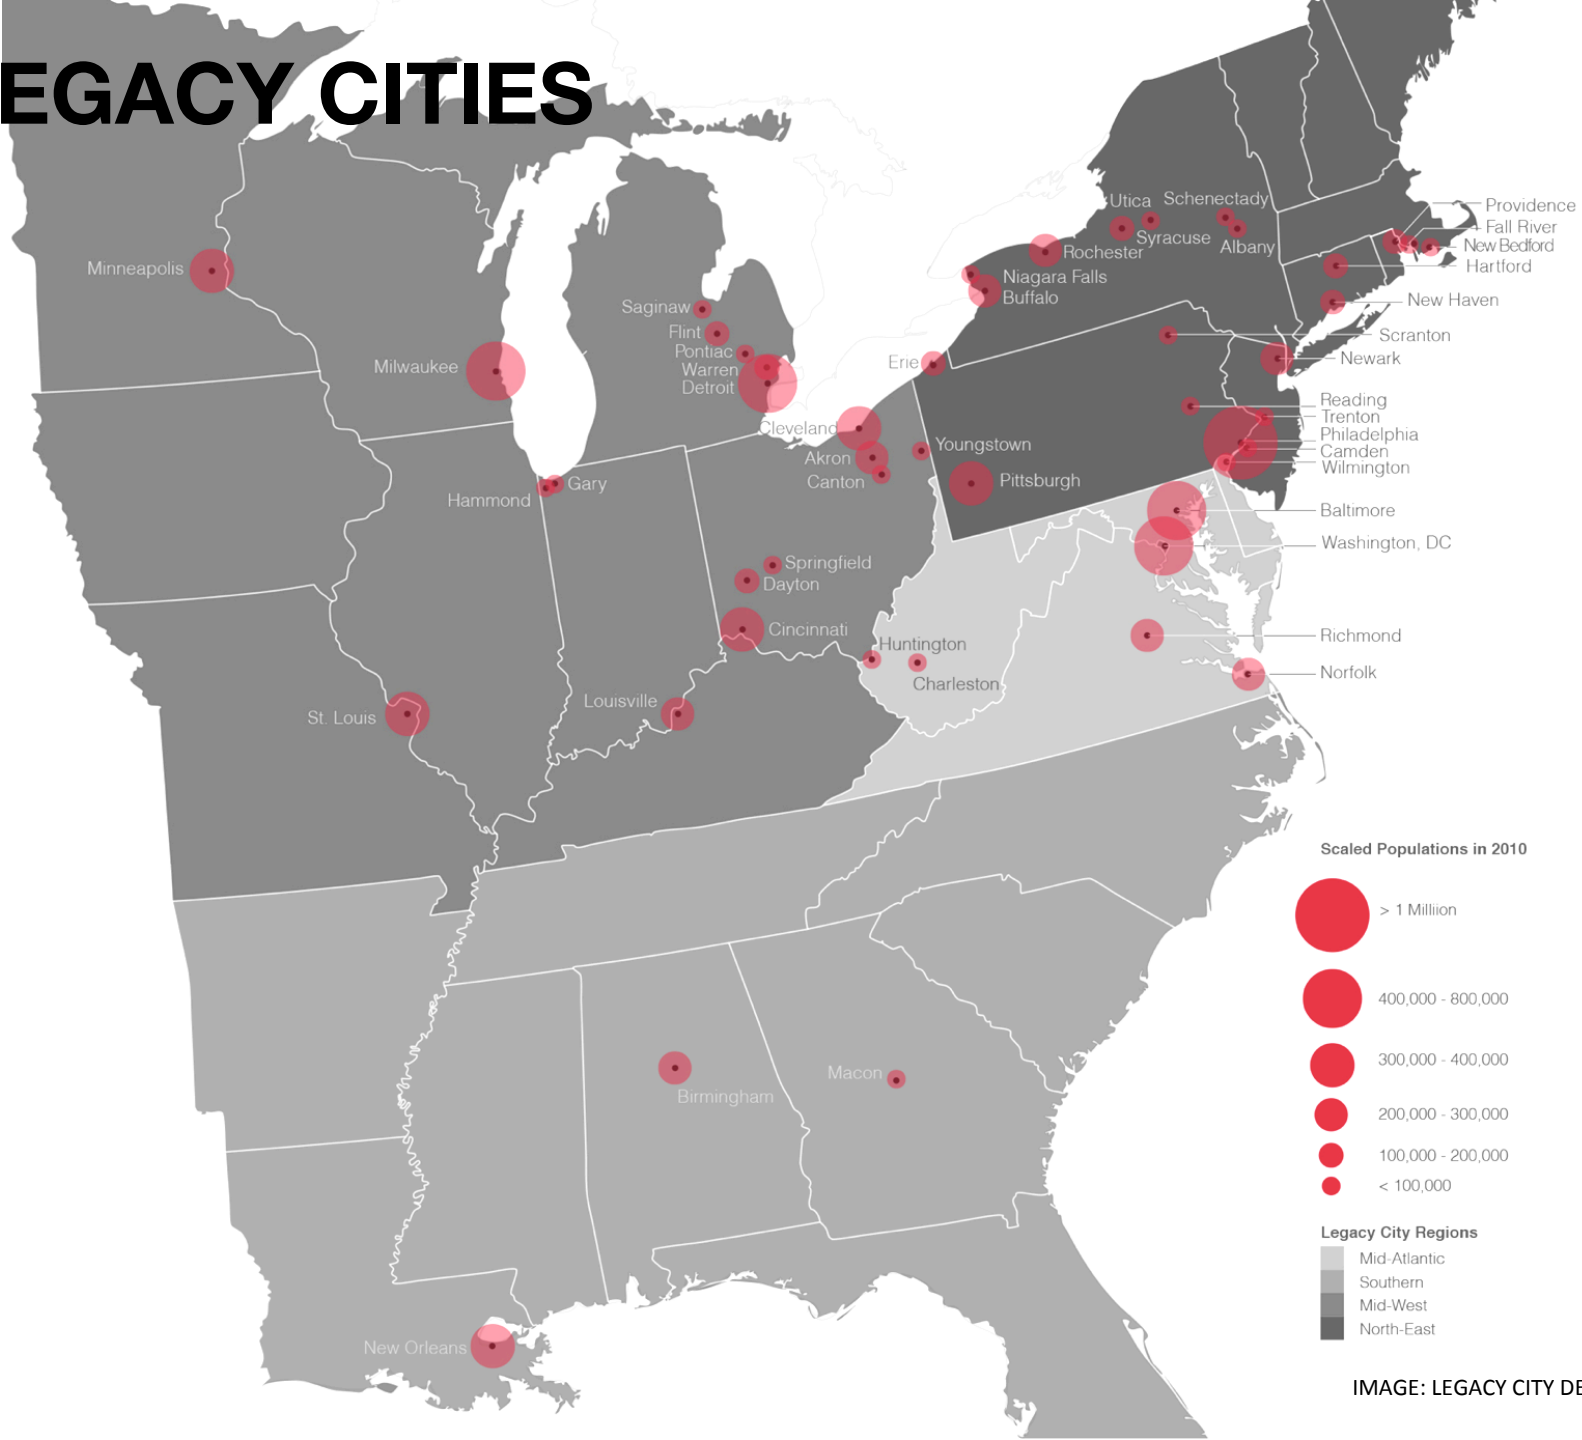 EGACY CITIES
Utica
Schenectady
Syracuse
Albany
Rochester
Niagara Falls
Buffalo
Providence
Fall River
New Bedford
Hartford
New Haven
Scranton
Newark
Reading
Trenton
Philadelphia
Camden
Wilmington
Baltimore
Washington, DC
Richmond
Norfolk
Minneapolis
Milwaukee
Saginaw
Flint
Pontiac
Warren
Detroit
Erie
Cleveland
Akron
Canton
Youngstown
Pittsburgh
Hammond
Gary
Springfield
Dayton
Cincinnati
Huntington
Charleston
Louisville
St. Louis
Birmingham
Macon
New Orleans
Scaled Populations in 2010
> 1 Milliion
400,000 - 800,000
300,000 - 400,000
200,000 - 300,000
100,000 - 200,000
< 100,000
Legacy City Regions
Mid-Atlantic
Southern
Mid-West
North-East
IMAGE: LEGACY CITY DE